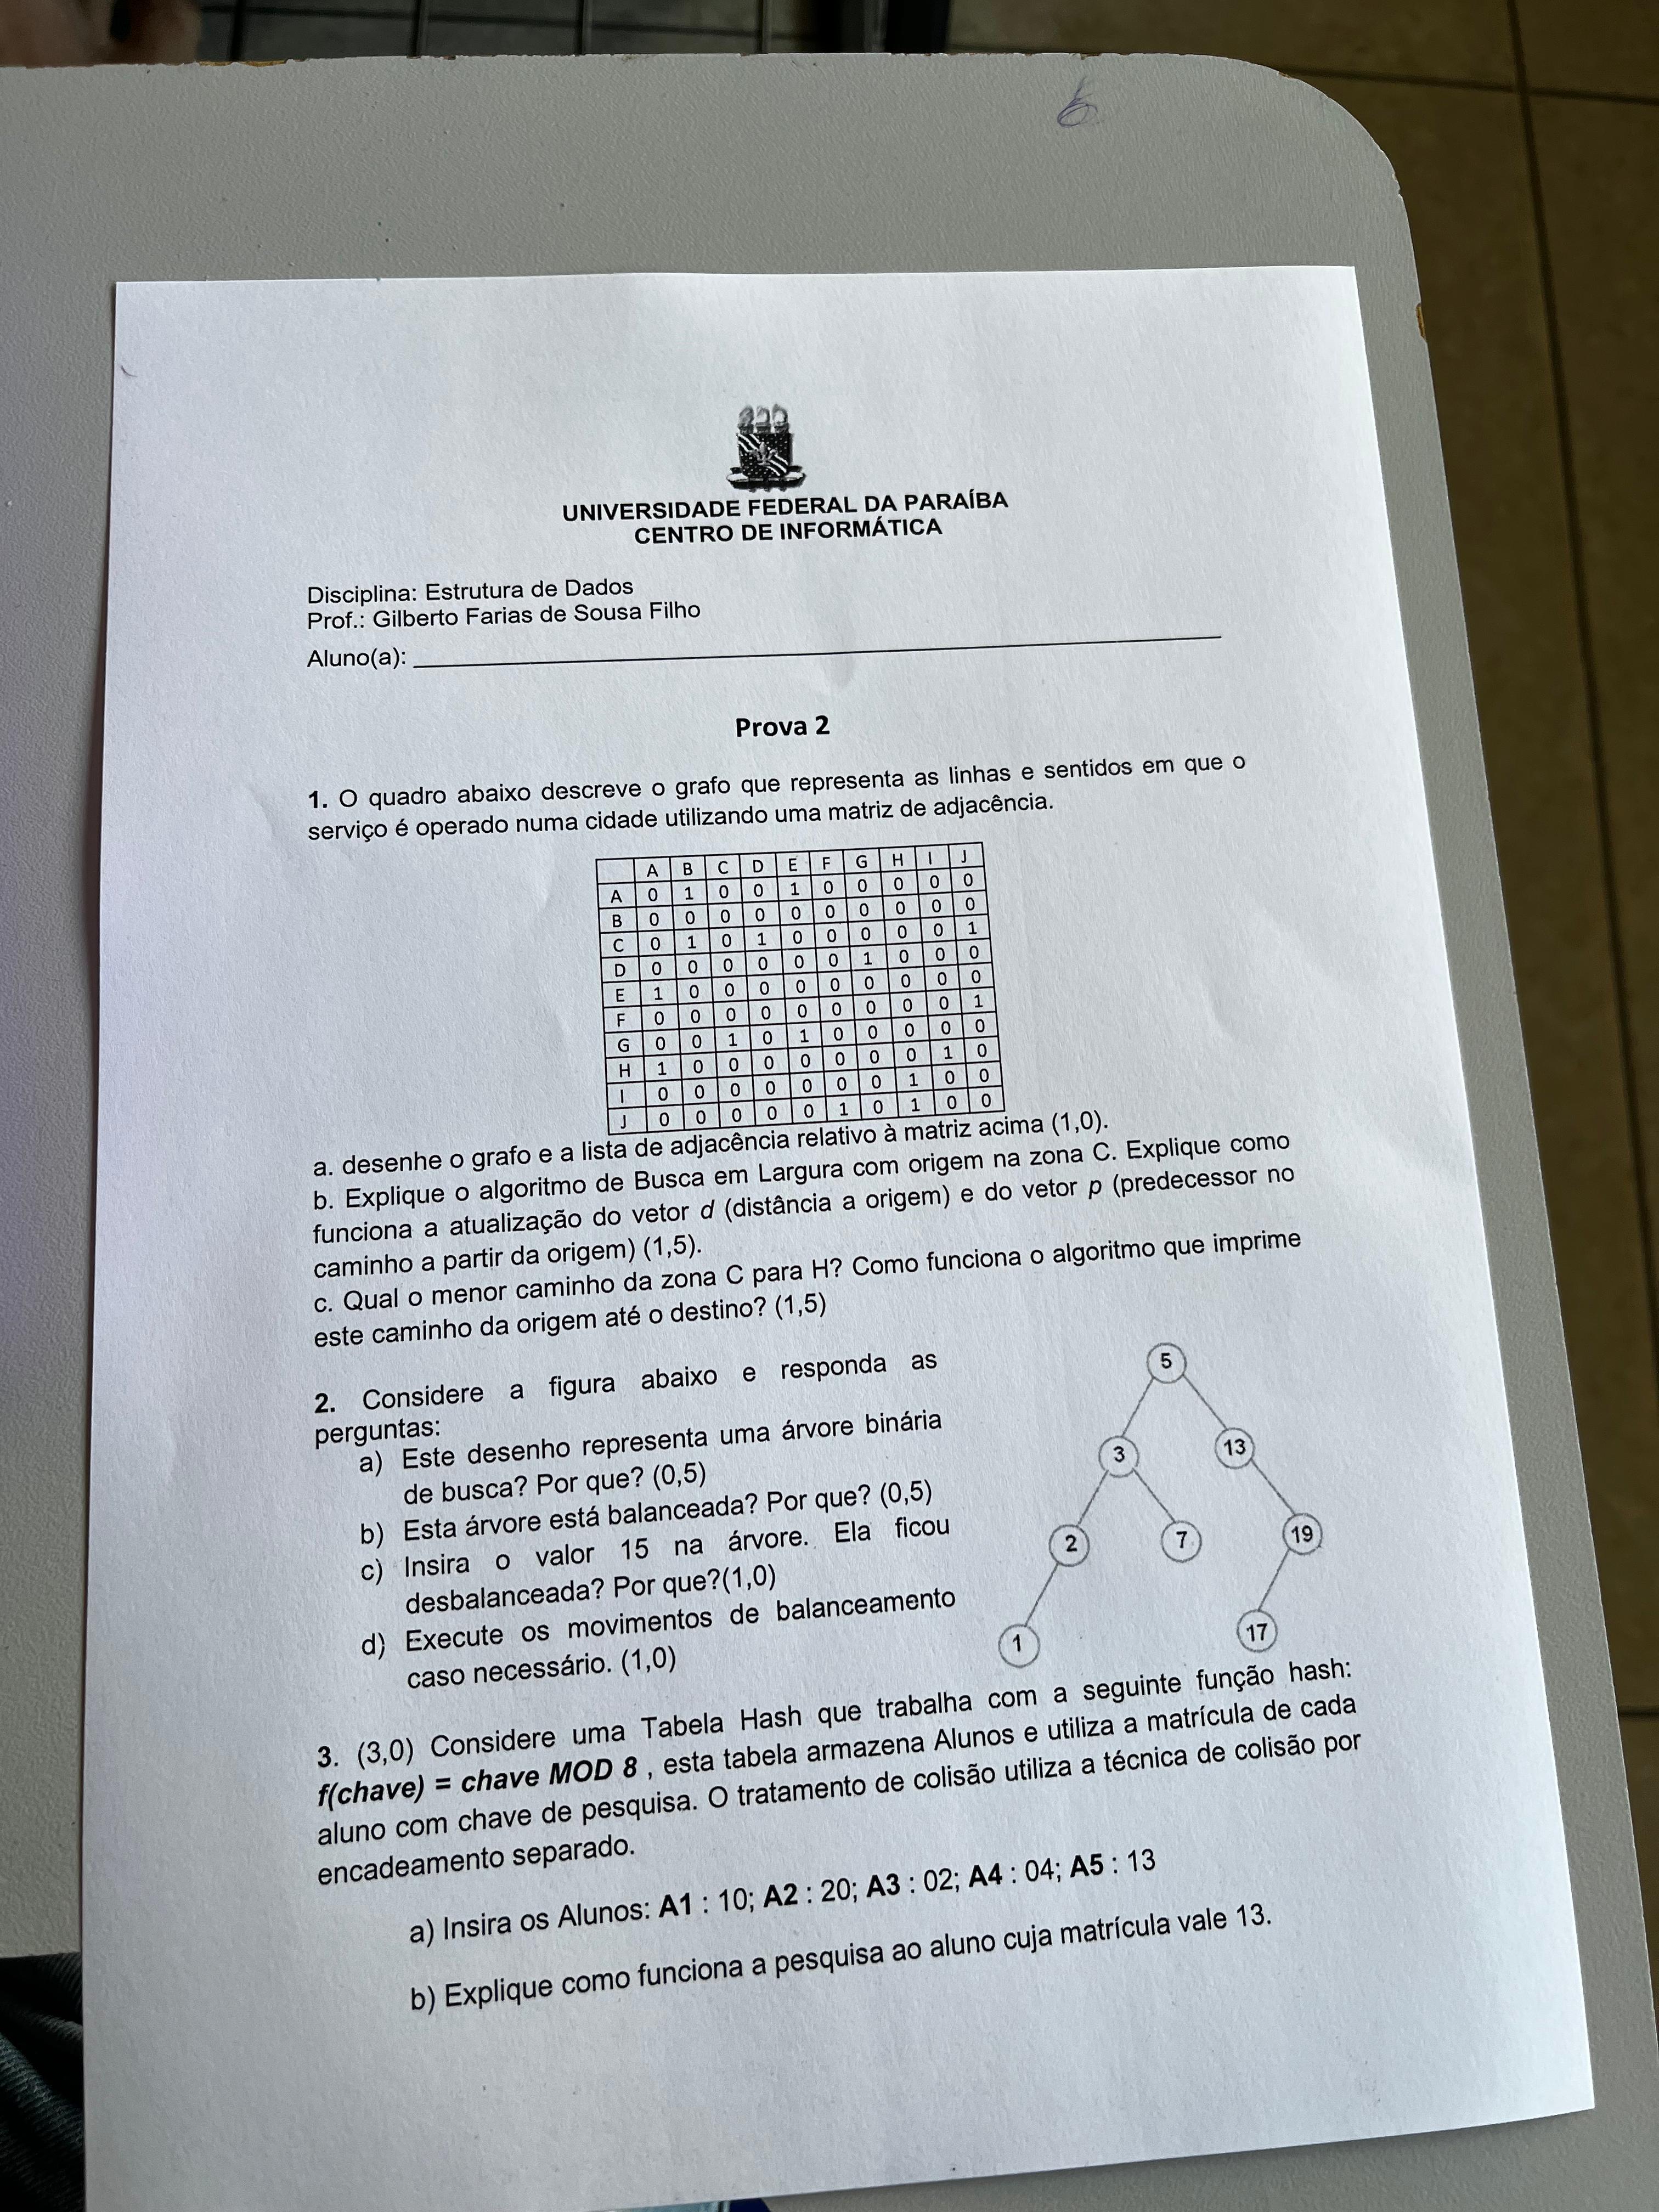 6
UNIVERSIDADE FEDERAL DA PARAÍBA
CENTRO DE INFORMÁTICA
Disciplina: Estrutura de Dados
Prof.: Gilberto Farias de Sousa Filho
Aluno(a):
Prova 2
1. O quadro abaixo descreve o grafo que representa as linhas e sentidos em que o
serviço é operado numa cidade utilizando uma matriz de adjacência.
A B C D E F G H I J
A 0 1 0 0 1 0 0 0 0 0
B 0 0 0 0 0 0 0 0 0 0
C 0 1 0 1 0 0 0 0 0 1
D 0 0 0 0 0 0 1 0 0 0
E 1 0 0 0 0 0 0 0 0 0
F 0 0 0 0 0 0 0 0 0 1
G 0 0 1 0 1 0 0 0 0 0
H 1 0 0 0 0 0 0 0 1 0
I 0 0 0 0 0 0 0 1 0 0
J 0 0 0 0 0 1 0 1 0 0
a. desenhe o grafo e a lista de adjacência relativo à matriz acima (1,0).
b. Explique o algoritmo de Busca em Largura com origem na zona C. Explique como
funciona a atualização do vetor d (distância a origem) e do vetor p (predecessor no
caminho a partir da origem) (1,5).
c. Qual o menor caminho da zona C para H? Como funciona o algoritmo que imprime
este caminho da origem até o destino? (1,5)
2. Considere a figura abaixo e responda as
perguntas:
a) Este desenho representa uma árvore binária
de busca? Por que? (0,5)
b) Esta árvore está balanceada? Por que? (0,5)
c) Insira o valor 15 na árvore. Ela ficou
desbalanceada? Por que?(1,0)
d) Execute os movimentos de balanceamento
caso necessário. (1,0)
5
3 13
2 7 19
1 17
3. (3,0) Considere uma Tabela Hash que trabalha com a seguinte função hash:
f(chave) = chave MOD 8 , esta tabela armazena Alunos e utiliza a matrícula de cada
aluno com chave de pesquisa. O tratamento de colisão utiliza a técnica de colisão por
encadeamento separado.
a) Insira os Alunos: A1 : 10; A2 : 20; A3 : 02; A4 : 04; A5 : 13
b) Explique como funciona a pesquisa ao aluno cuja matrícula vale 13.